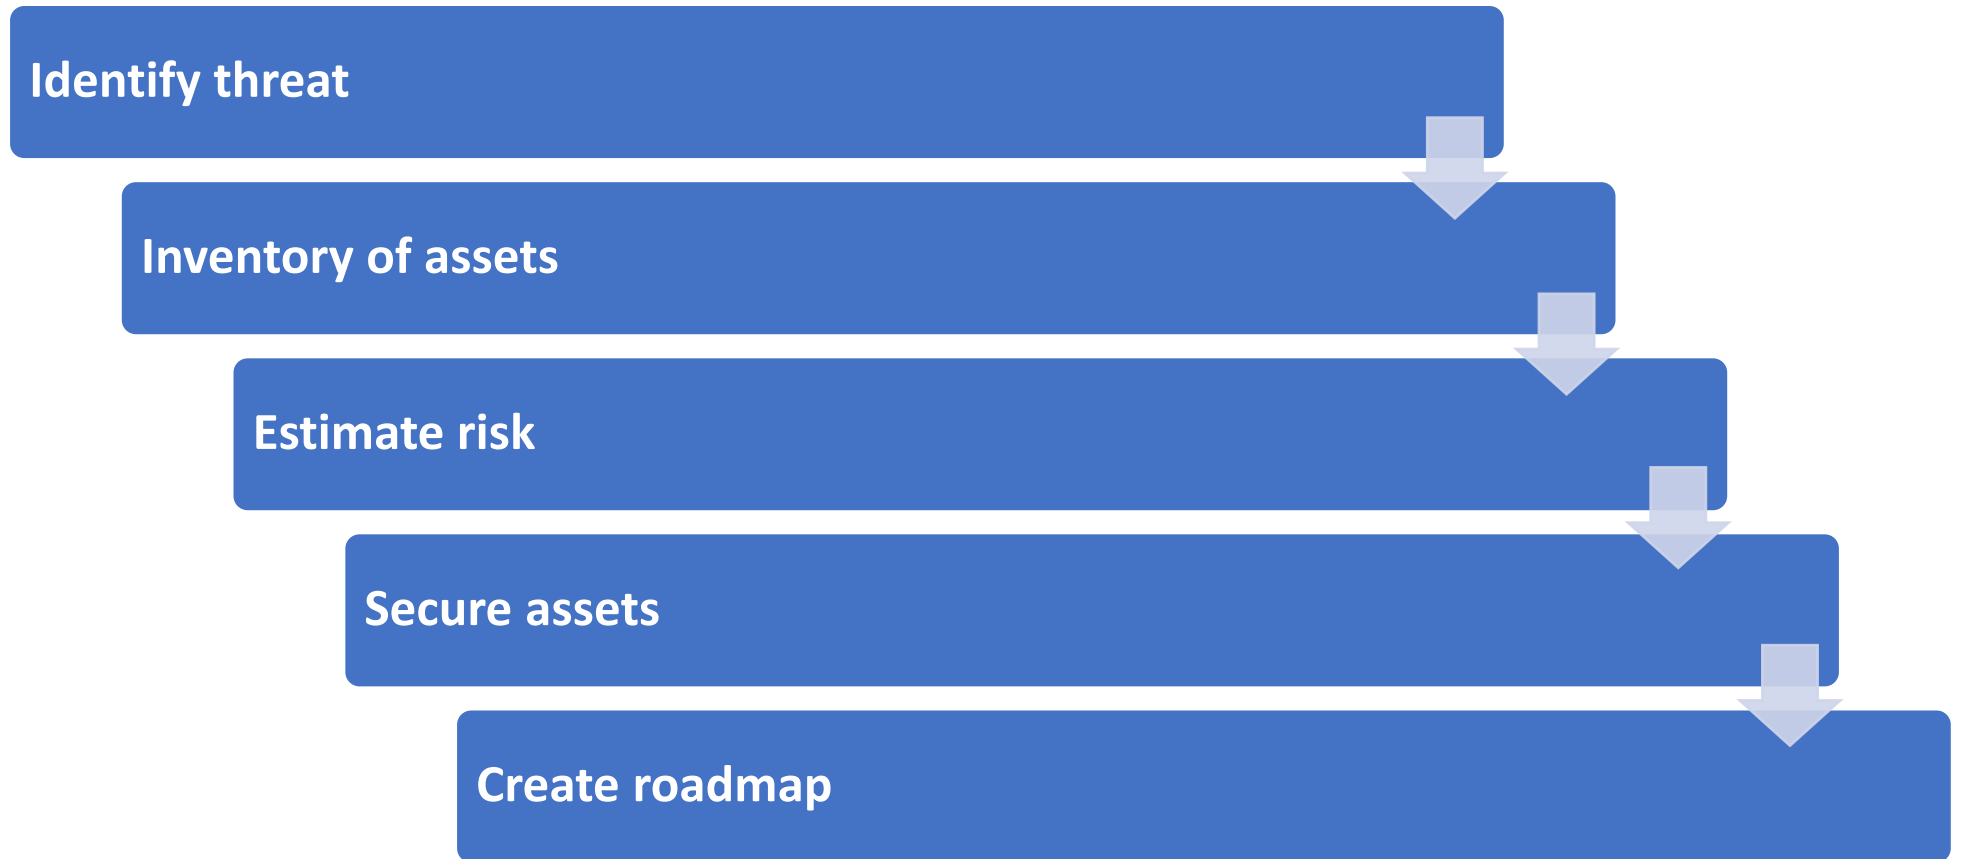 Identify threat
Inventory of assets
Estimate risk
Secure assets
Create roadmap